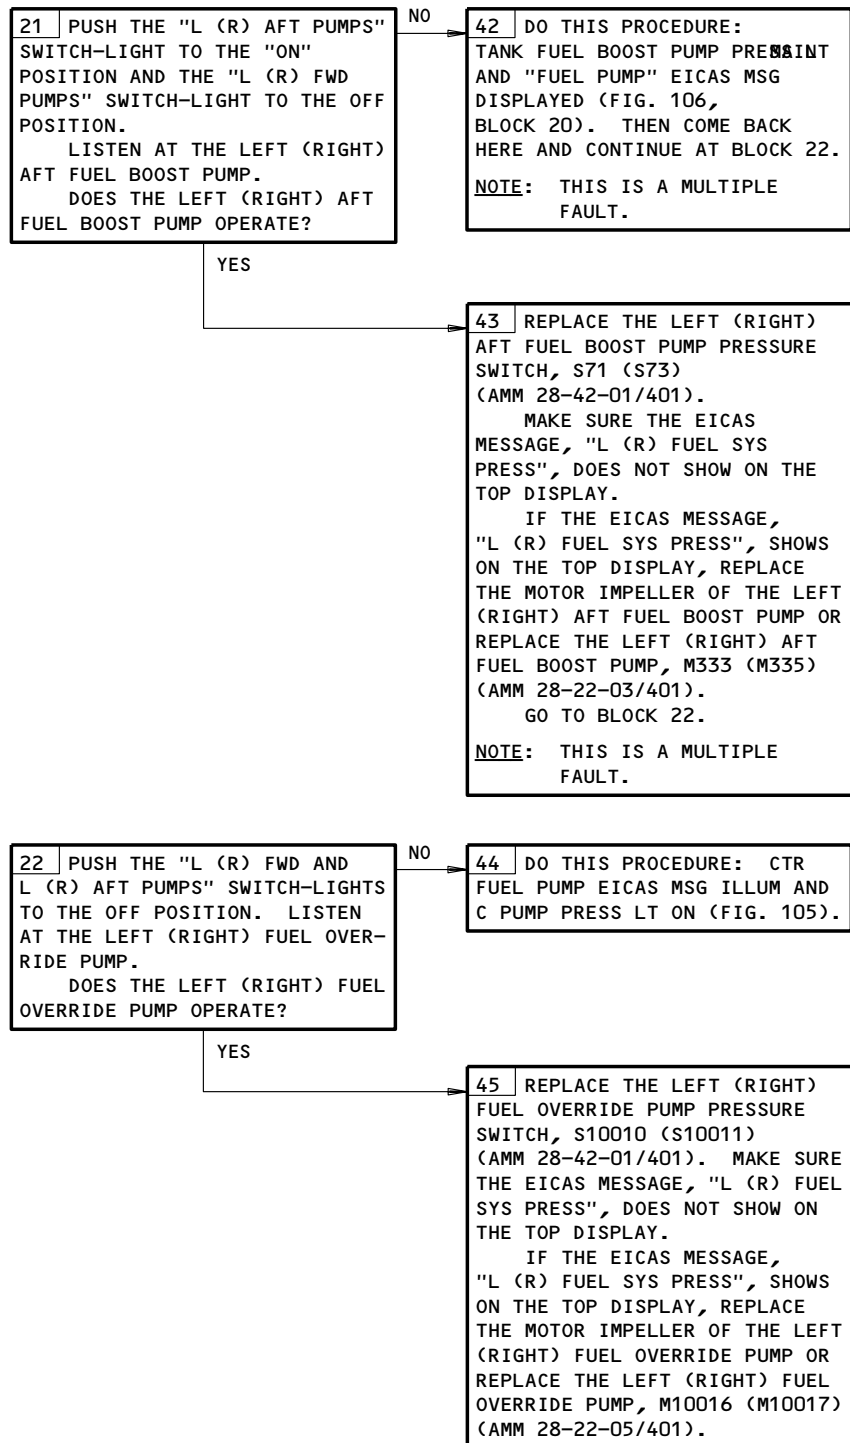 21 PUSH THE "L (R) AFT PUMPS"
SWITCH-LIGHT TO THE "ON"
POSITION AND THE "L (R) FWD
PUMPS" SWITCH-LIGHT TO THE OFF
POSITION.
LISTEN AT THE LEFT (RIGHT)
AFT FUEL BOOST PUMP.
DOES THE LEFT (RIGHT) AFT
FUEL BOOST PUMP OPERATE?
NO
42 DO THIS PROCEDURE:
TANK FUEL BOOST PUMP
AND "FUEL PUMP" EICAS MSG
DISPLAYED (FIG. 106,
BLOCK 20). THEN COME BACK
HERE AND CONTINUE AT BLOCK 22.
NOTE: THIS IS A MULTIPLE
FAULT.
YES
43 REPLACE THE LEFT (RIGHT)
AFT FUEL BOOST PUMP PRESSURE
SWITCH, S71 (S73)
(AMM 28-42-01/401).
MAKE SURE THE EICAS
MESSAGE, "L (R) FUEL SYS
PRESS", DOES NOT SHOW ON THE
TOP DISPLAY.
IF THE EICAS MESSAGE,
"L (R) FUEL SYS PRESS", SHOWS
ON THE TOP DISPLAY, REPLACE
THE MOTOR IMPELLER OF THE LEFT
(RIGHT) AFT FUEL BOOST PUMP OR
REPLACE THE LEFT (RIGHT) AFT
FUEL BOOST PUMP, M333 (M335)
(AMM 28-22-03/401).
GO TO BLOCK 22.
NOTE: THIS IS A MULTIPLE
FAULT.
22 PUSH THE "L (R) FWD AND
L (R) AFT PUMPS" SWITCH-LIGHTS
TO THE OFF POSITION. LISTEN
AT THE LEFT (RIGHT) FUEL OVER-
RIDE PUMP.
DOES THE LEFT (RIGHT) FUEL
OVERRIDE PUMP OPERATE?
NO
44 DO THIS PROCEDURE: CTR
FUEL PUMP EICAS MSG ILLUM AND
C PUMP PRESS LT ON (FIG. 105).
YES
45 REPLACE THE LEFT (RIGHT)
FUEL OVERRIDE PUMP PRESSURE
SWITCH, S10010 (S10011)
(AMM 28-42-01/401). MAKE SURE
THE EICAS MESSAGE, "L (R) FUEL
SYS PRESS", DOES NOT SHOW ON
THE TOP DISPLAY.
IF THE EICAS MESSAGE,
"L (R) FUEL SYS PRESS", SHOWS
ON THE TOP DISPLAY, REPLACE
THE MOTOR IMPELLER OF THE LEFT
(RIGHT) FUEL OVERRIDE PUMP OR
REPLACE THE LEFT (RIGHT) FUEL
OVERRIDE PUMP, M10016 (M10017)
(AMM 28-22-05/401).